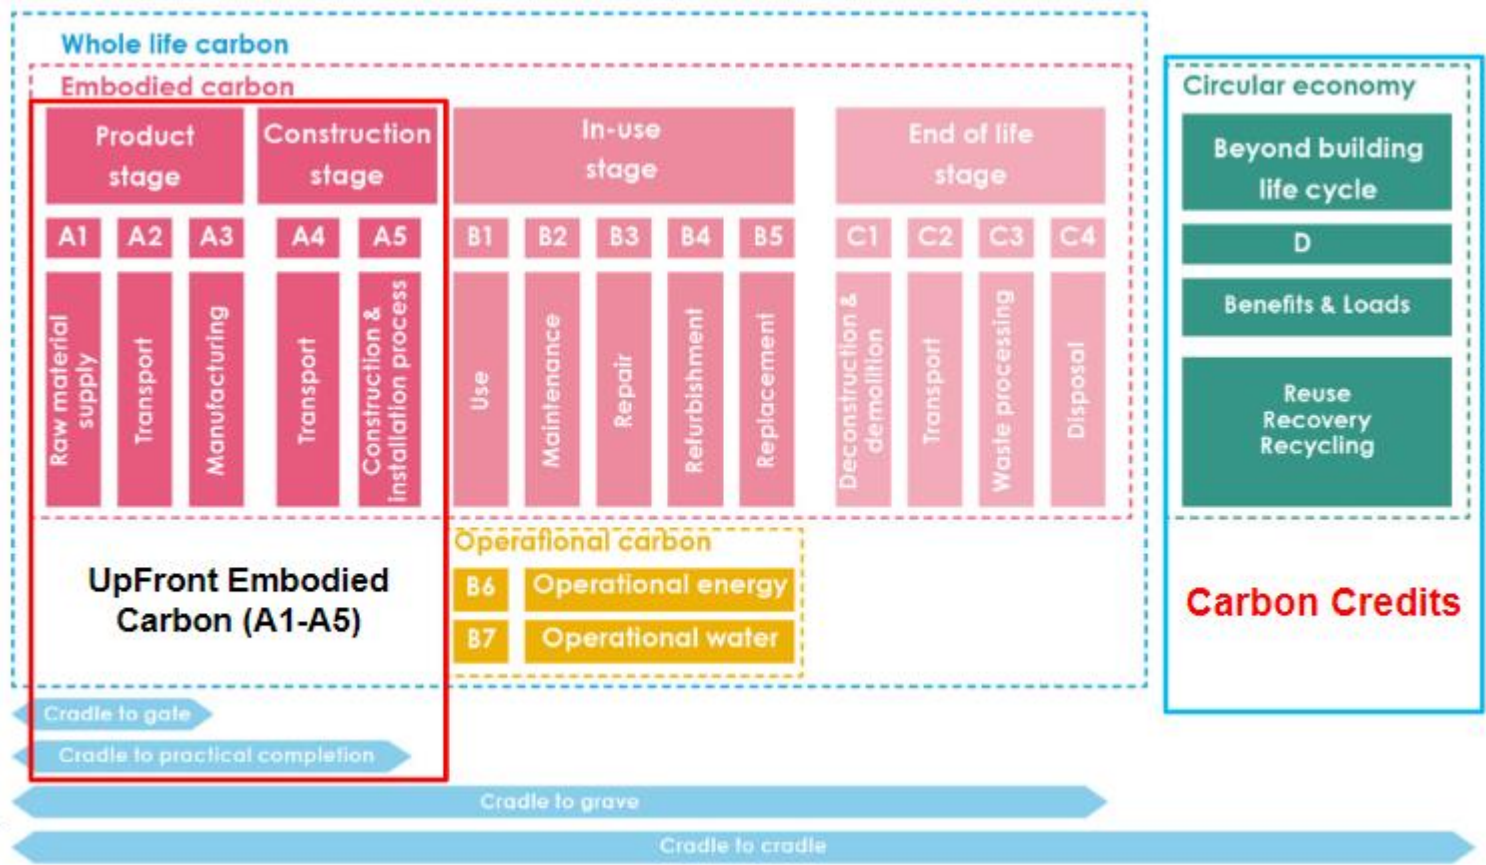 Whole life carbon
Embodied carbon
Product
stage
Construction
stage
In-use
stage
End of life
stage
A1
A2
A3
A4
A5
B1
B2
B3
B4
B5
C1
C2
C3
C4
Raw material
supply
Transport
Manufacturing
Transport
Construction &
installation process
Use
Maintenance
Repair
Refurbishment
Replacement
Deconstruction &
demolition
Transport
Waste processing
Disposal
UpFront Embodied
Carbon (A1-A5)
Operational carbon
B6
Operational energy
B7
Operational water
Circular economy
Beyond building
life cycle
D
Benefits & Loads
Reuse
Recovery
Recycling
Carbon Credits
Cradle to gate
Cradle to practical completion
Cradle to grave
Cradle to cradle